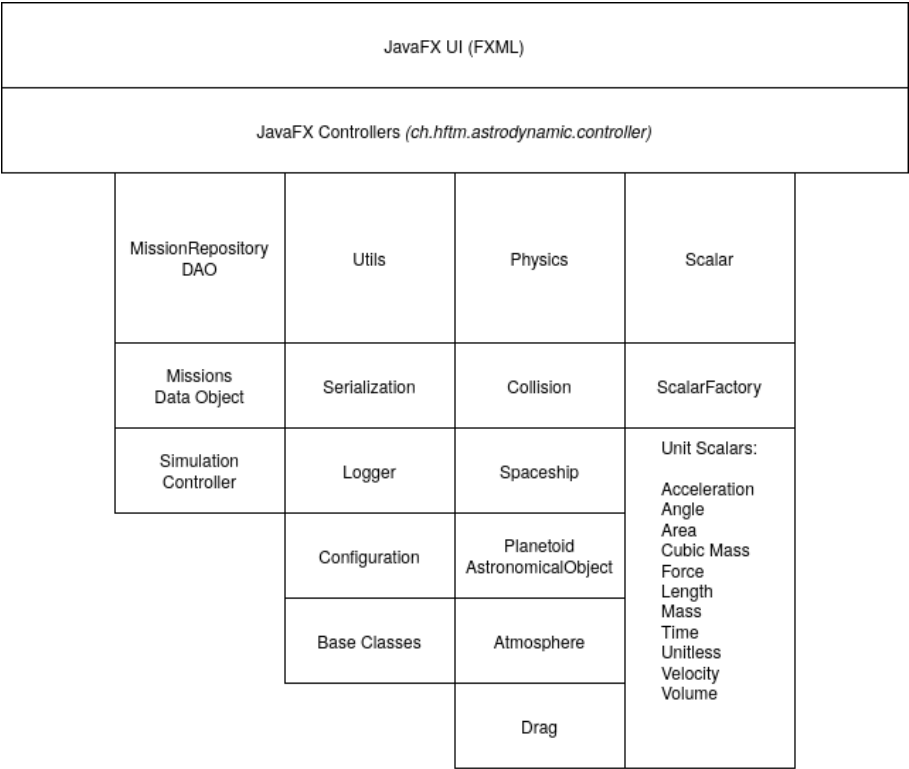 JavaFX UI (FXML)
JavaFX Controllers (ch.hftm.astrodynamic.controller)
MissionRepository
DAO
Utils
Physics
Scalar
Missions
Data Object
Serialization
Collision
ScalarFactory
Simulation
Controller
Logger
Spaceship
Configuration
Planetoid
AstronomicalObject
Base Classes
Atmosphere
Drag
Unit Scalars:
Acceleration
Angle
Area
Cubic Mass
Force
Length
Mass
Time
Unitless
Velocity
Volume